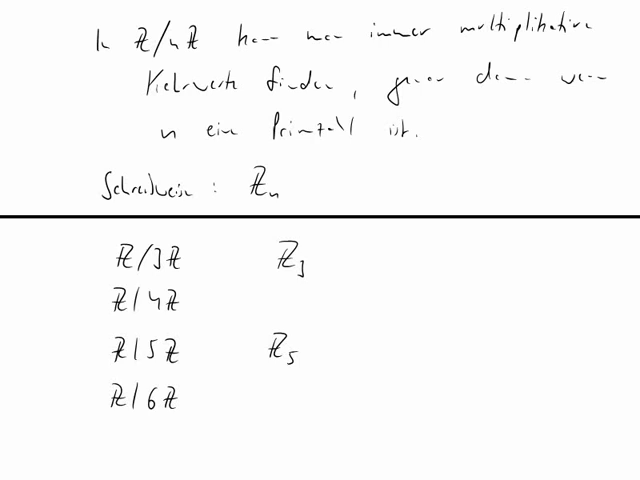 In ℤ/nℤ kann man immer multiplikative
Kehrwerte finden, genau dann wenn
n eine Primzahl ist.
Schreibweise : ℤₙ
ℤ/3ℤ ℤ₃
ℤ/4ℤ
ℤ/5ℤ ℤ₅
ℤ/6ℤ